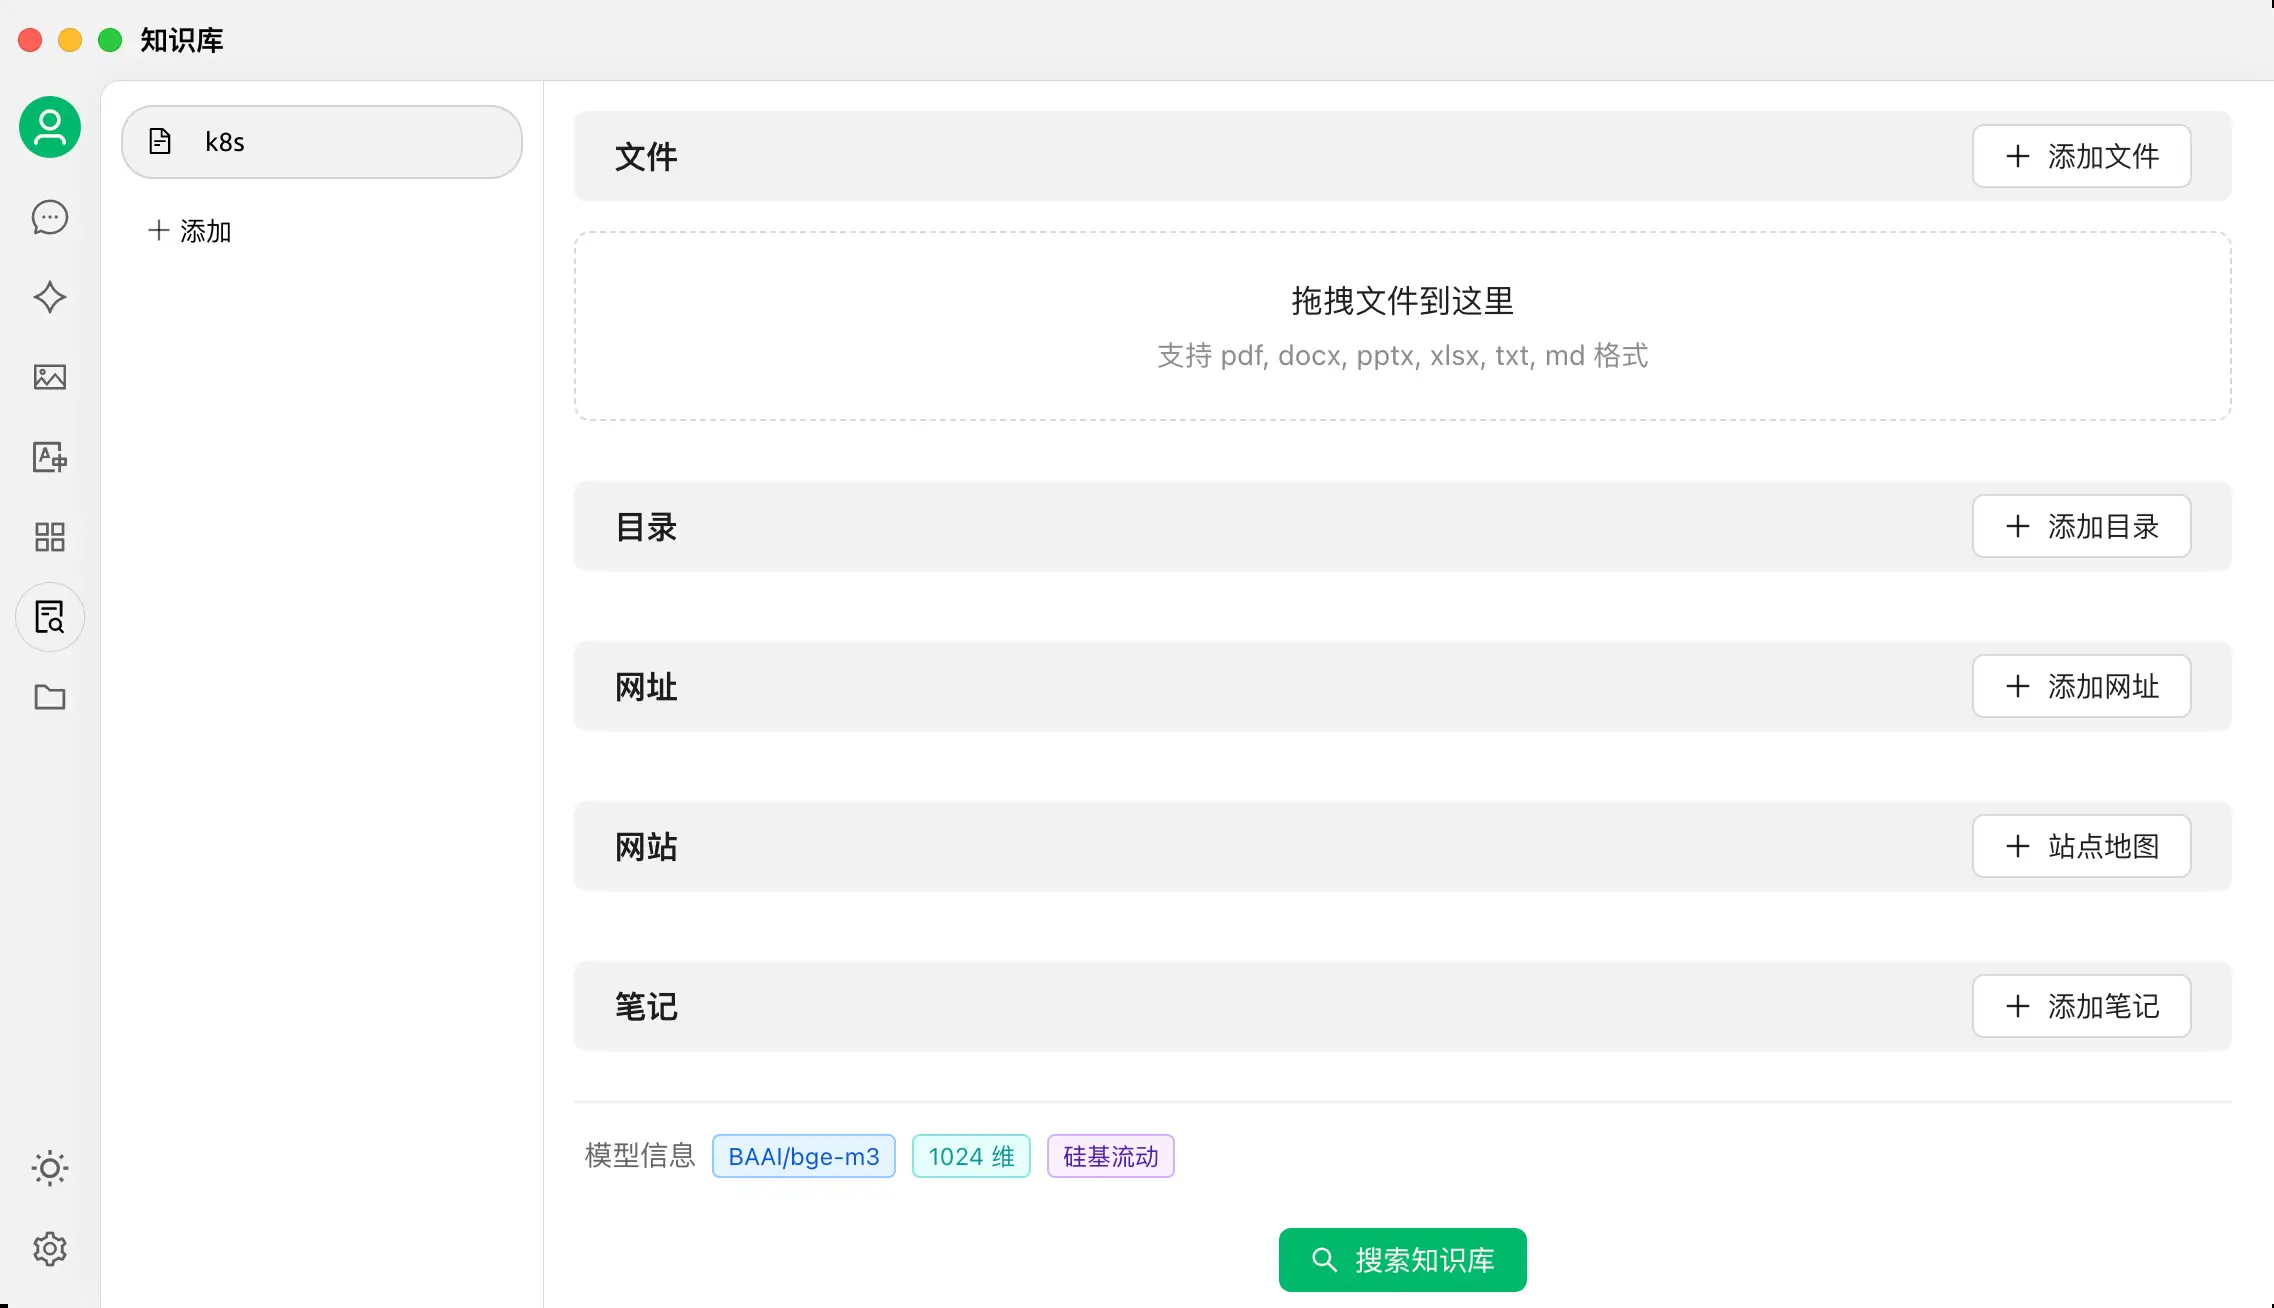 知识库
k8s
添加
文件
添加文件
拖拽文件到这里
支持 pdf, docx, pptx, xlsx, txt, md 格式
目录
添加目录
网址
添加网址
网站
站点地图
笔记
添加笔记
模型信息 BAAI/bge-m3 1024 维 硅基流动
搜索知识库